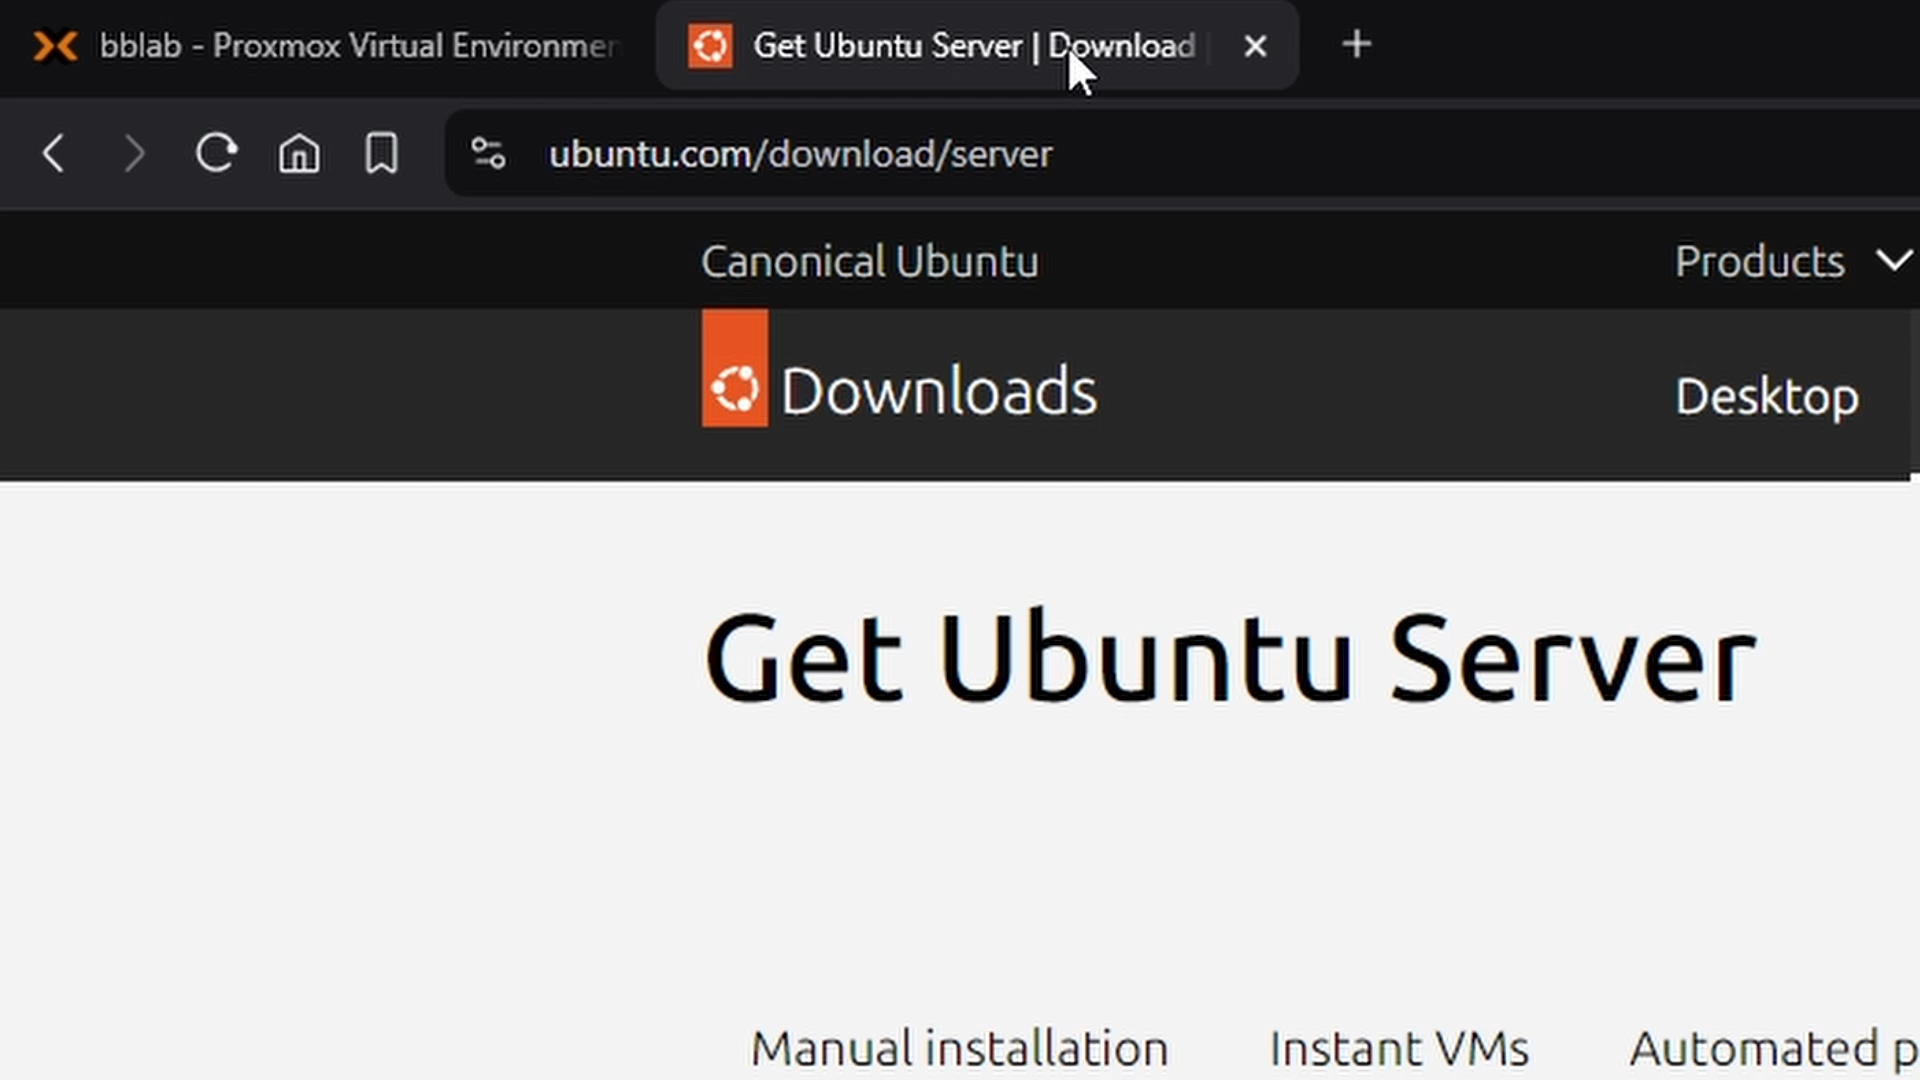 bblab - Proxmox Virtual Environmen
Get Ubuntu Server | Download
ubuntu.com/download/server
Canonical Ubuntu
Products
Downloads
Desktop
Get Ubuntu Server
Manual installation
Instant VMs
Automated p